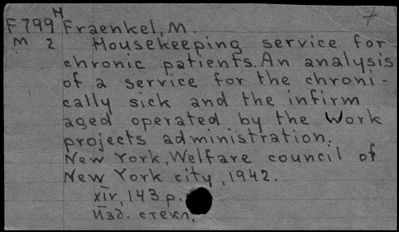 H
F799 Fraenkel, M.
M 2 Housekeeping service for
chronic patients. An analysis
of a service for the chroni-
cally sick and the infirm
aged operated by the Work
projects administration.
New York, Welfare council of
New York city, 1942.
XIV, 143 p.
Изд. стекл.